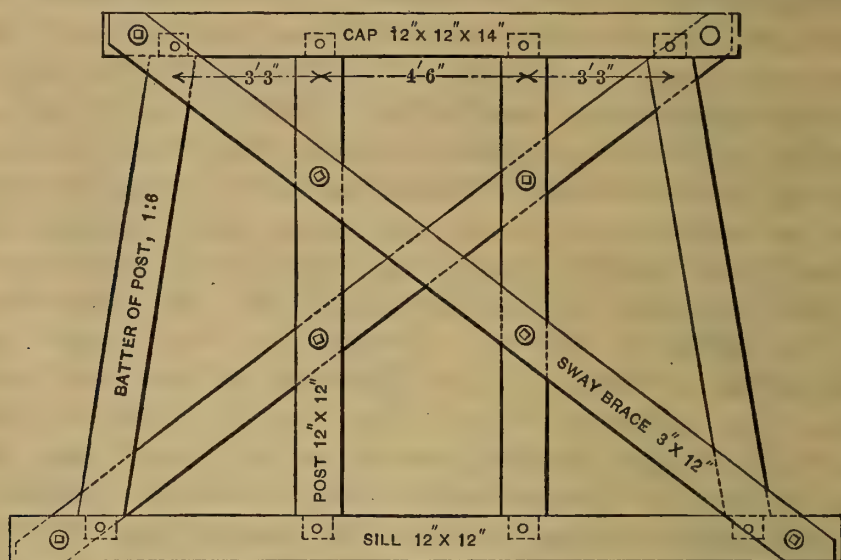 CAP 12"X 12"X 14"
3'3" 4'6" 3'3"
BATTER OF POST, 1:6
POST 12"X 12"
SWAY BRACE 3"X 12"
SILL 12"X 12"